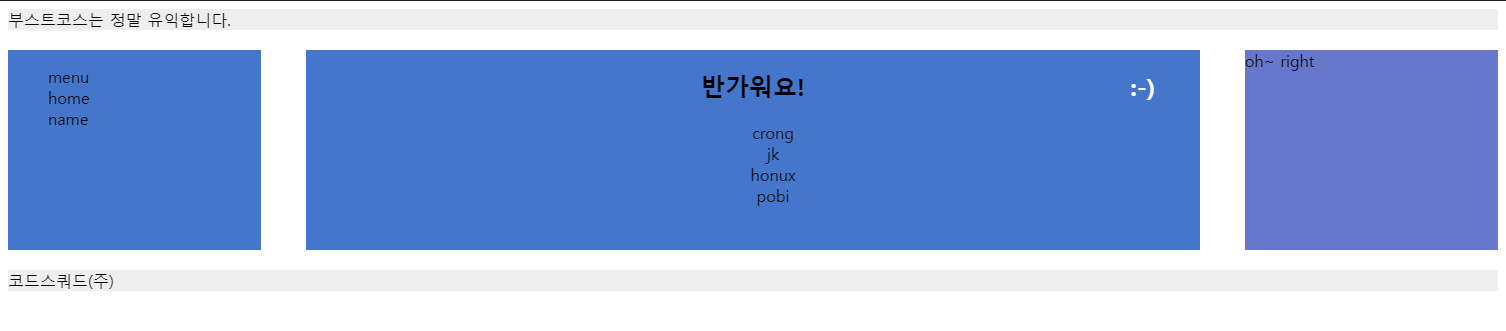 부스트코스는 정말 유익합니다.
menu
home
name
반가워요!
:-)
crong
jk
honux
pobi
oh~ right
코드스쿼드(주)